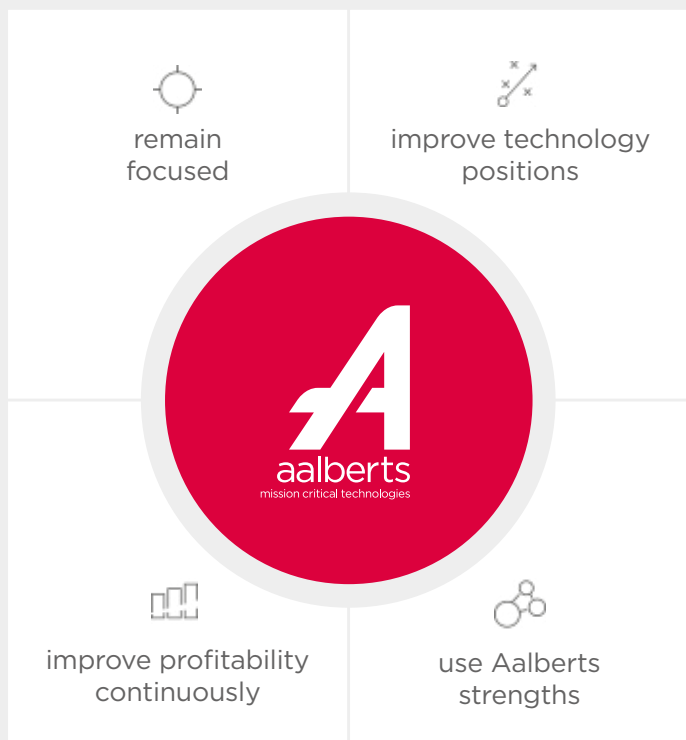 remain
focused
improve technology
positions
aalberts
mission critical technologies
improve profitability
continuously
use Aalberts
strengths